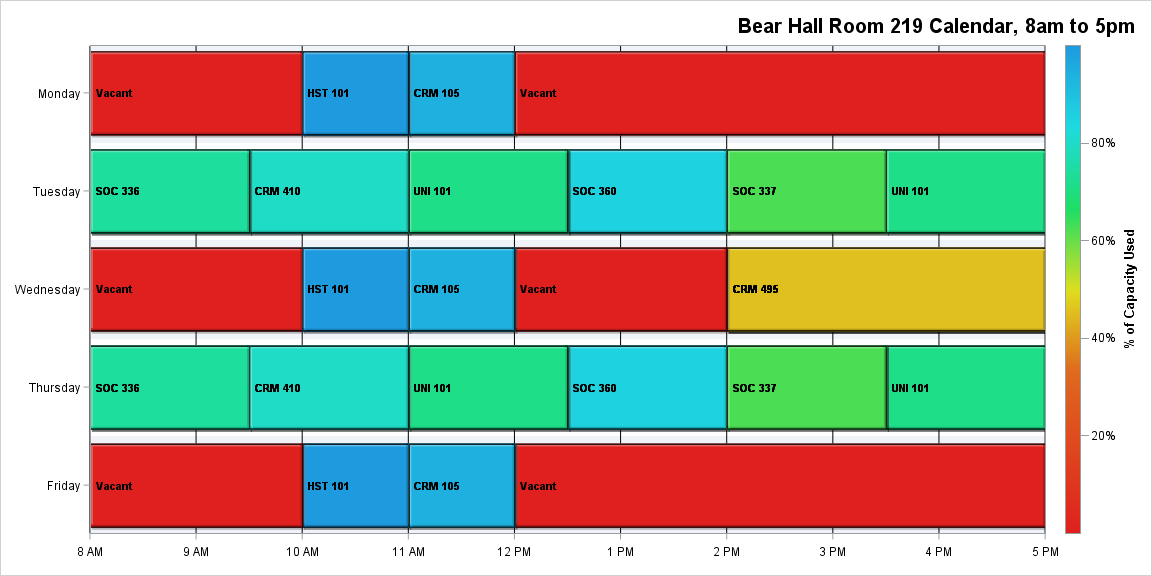 Bear Hall Room 219 Calendar, 8am to 5pm
Monday
Vacant
HST 101
CRM 105
Vacant
Tuesday
SOC 336
CRM 410
UNI 101
SOC 360
SOC 337
UNI 101
Wednesday
Vacant
HST 101
CRM 105
Vacant
CRM 495
Thursday
SOC 336
CRM 410
UNI 101
SOC 360
SOC 337
UNI 101
Friday
Vacant
HST 101
CRM 105
Vacant
8 AM
9 AM
10 AM
11 AM
12 PM
1 PM
2 PM
3 PM
4 PM
5 PM
80%
60%
40%
20%
% of Capacity Used